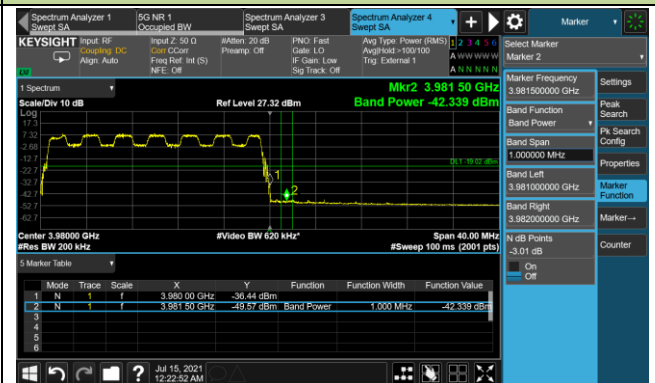 Spectrum Analyzer 1
Swept SA
5G NR 1
Occupied BW
Spectrum Analyzer 3
Swept SA
Spectrum Analyzer 4
Swept SA
Marker
KEYSIGHT
Input: RF
Coupling: DC
Align: Auto
Input Z: 50 Ω
Corr CCorr
Freq Ref: Int (S)
NFE: Off
#Atten: 20 dB
Preamp: Off
PNO: Fast
Gate: LO
IF Gain: Low
Sig Track: Off
Avg Type: Power (RMS)
Avg|Hold:>100/100
Trig: External 1
1 2 3 4 5 6
A W W W W W
A N N N N N
Select Marker
Marker 2
1 Spectrum
Scale/Div 10 dB
Ref Level 27.32 dBm
Mkr2 3.981 50 GHz
Band Power -42.339 dBm
Log
17.3
7.32
-2.68
-12.7
-22.7
-32.7
-42.7
-52.7
-62.7
DL1 -19.02 dBm
1
2
Center 3.98000 GHz
#Res BW 200 kHz
#Video BW 620 kHz*
Span 40.00 MHz
#Sweep 100 ms (2001 pts)
5 Marker Table
Mode Trace Scale X Y Function Function Width Function Value
1 N 1 f 3.980 00 GHz -36.44 dBm
2 N 1 f 3.981 50 GHz -49.57 dBm Band Power 1.000 MHz -42.339 dBm
3
4
5
6
Marker Frequency
3.981500000 GHz
Band Function
Band Power
Band Span
1.000000 MHz
Band Left
3.981000000 GHz
Band Right
3.982000000 GHz
N dB Points
-3.01 dB
On
Off
Settings
Peak
Search
Pk Search
Config
Properties
Marker
Function
Marker→
Counter
?
Jul 15, 2021
12:22:52 AM